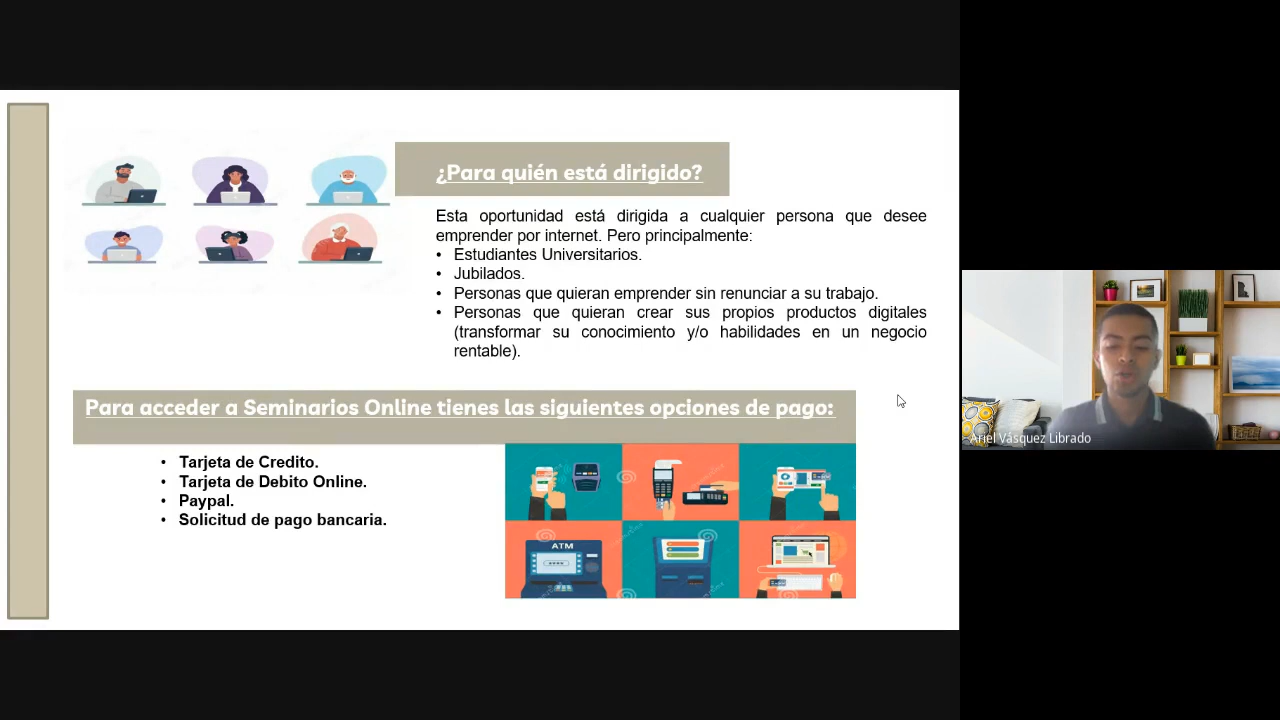 ¿Para quién está dirigido?
Esta oportunidad está dirigida a cualquier persona que desee
emprender por internet. Pero principalmente:
• Estudiantes Universitarios.
• Jubilados.
• Personas que quieran emprender sin renunciar a su trabajo.
• Personas que quieran crear sus propios productos digitales
(transformar su conocimiento y/o habilidades en un negocio
rentable).
Para acceder a Seminarios Online tienes las siguientes opciones de pago:
• Tarjeta de Credito.
• Tarjeta de Debito Online.
• Paypal.
• Solicitud de pago bancaria.
ATM
Ariel Vásquez Librado